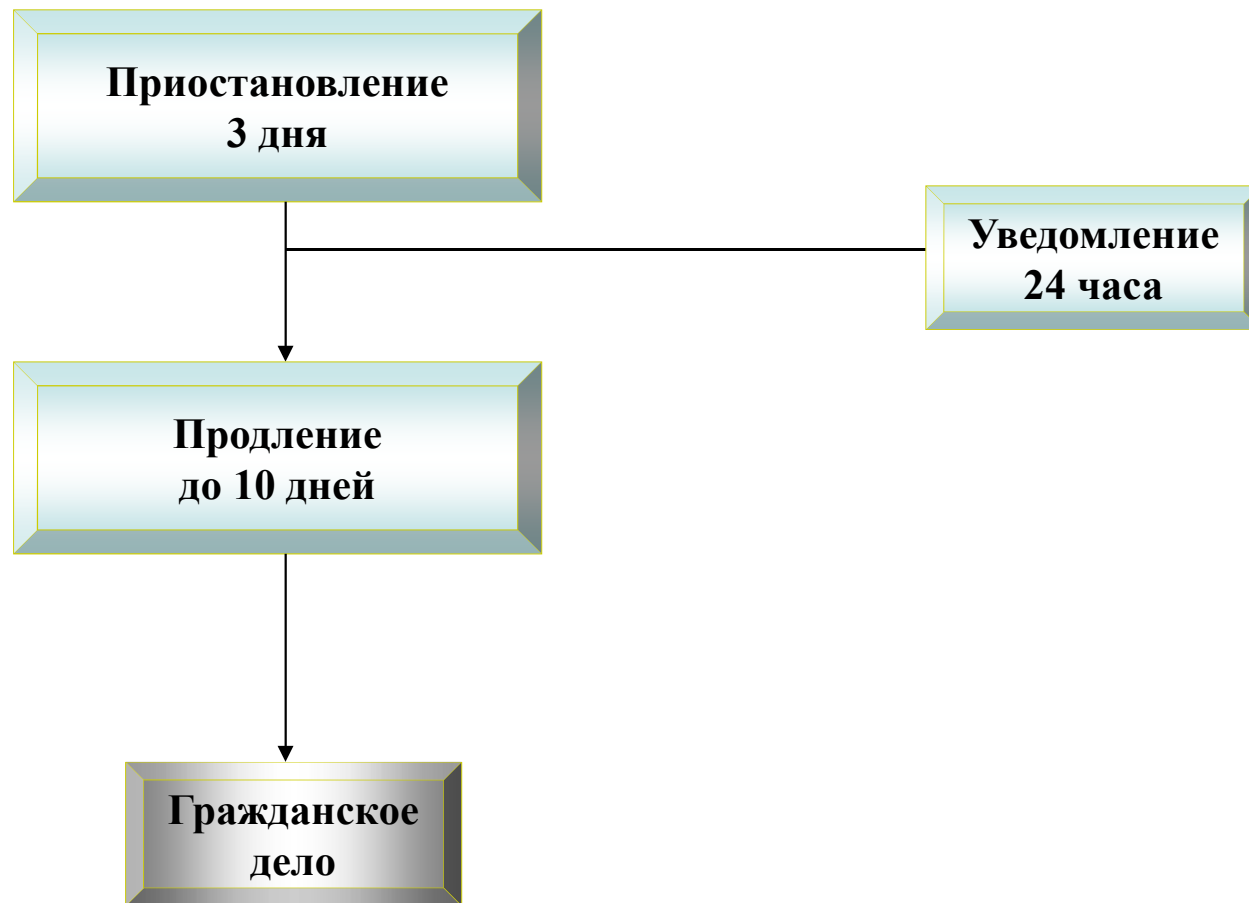 Приостановление
3 дня
Уведомление
24 часа
Продление
до 10 дней
Гражданское
дело